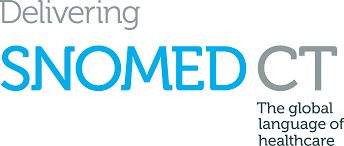 Delivering
SNOMED CT
The global
language of
healthcare